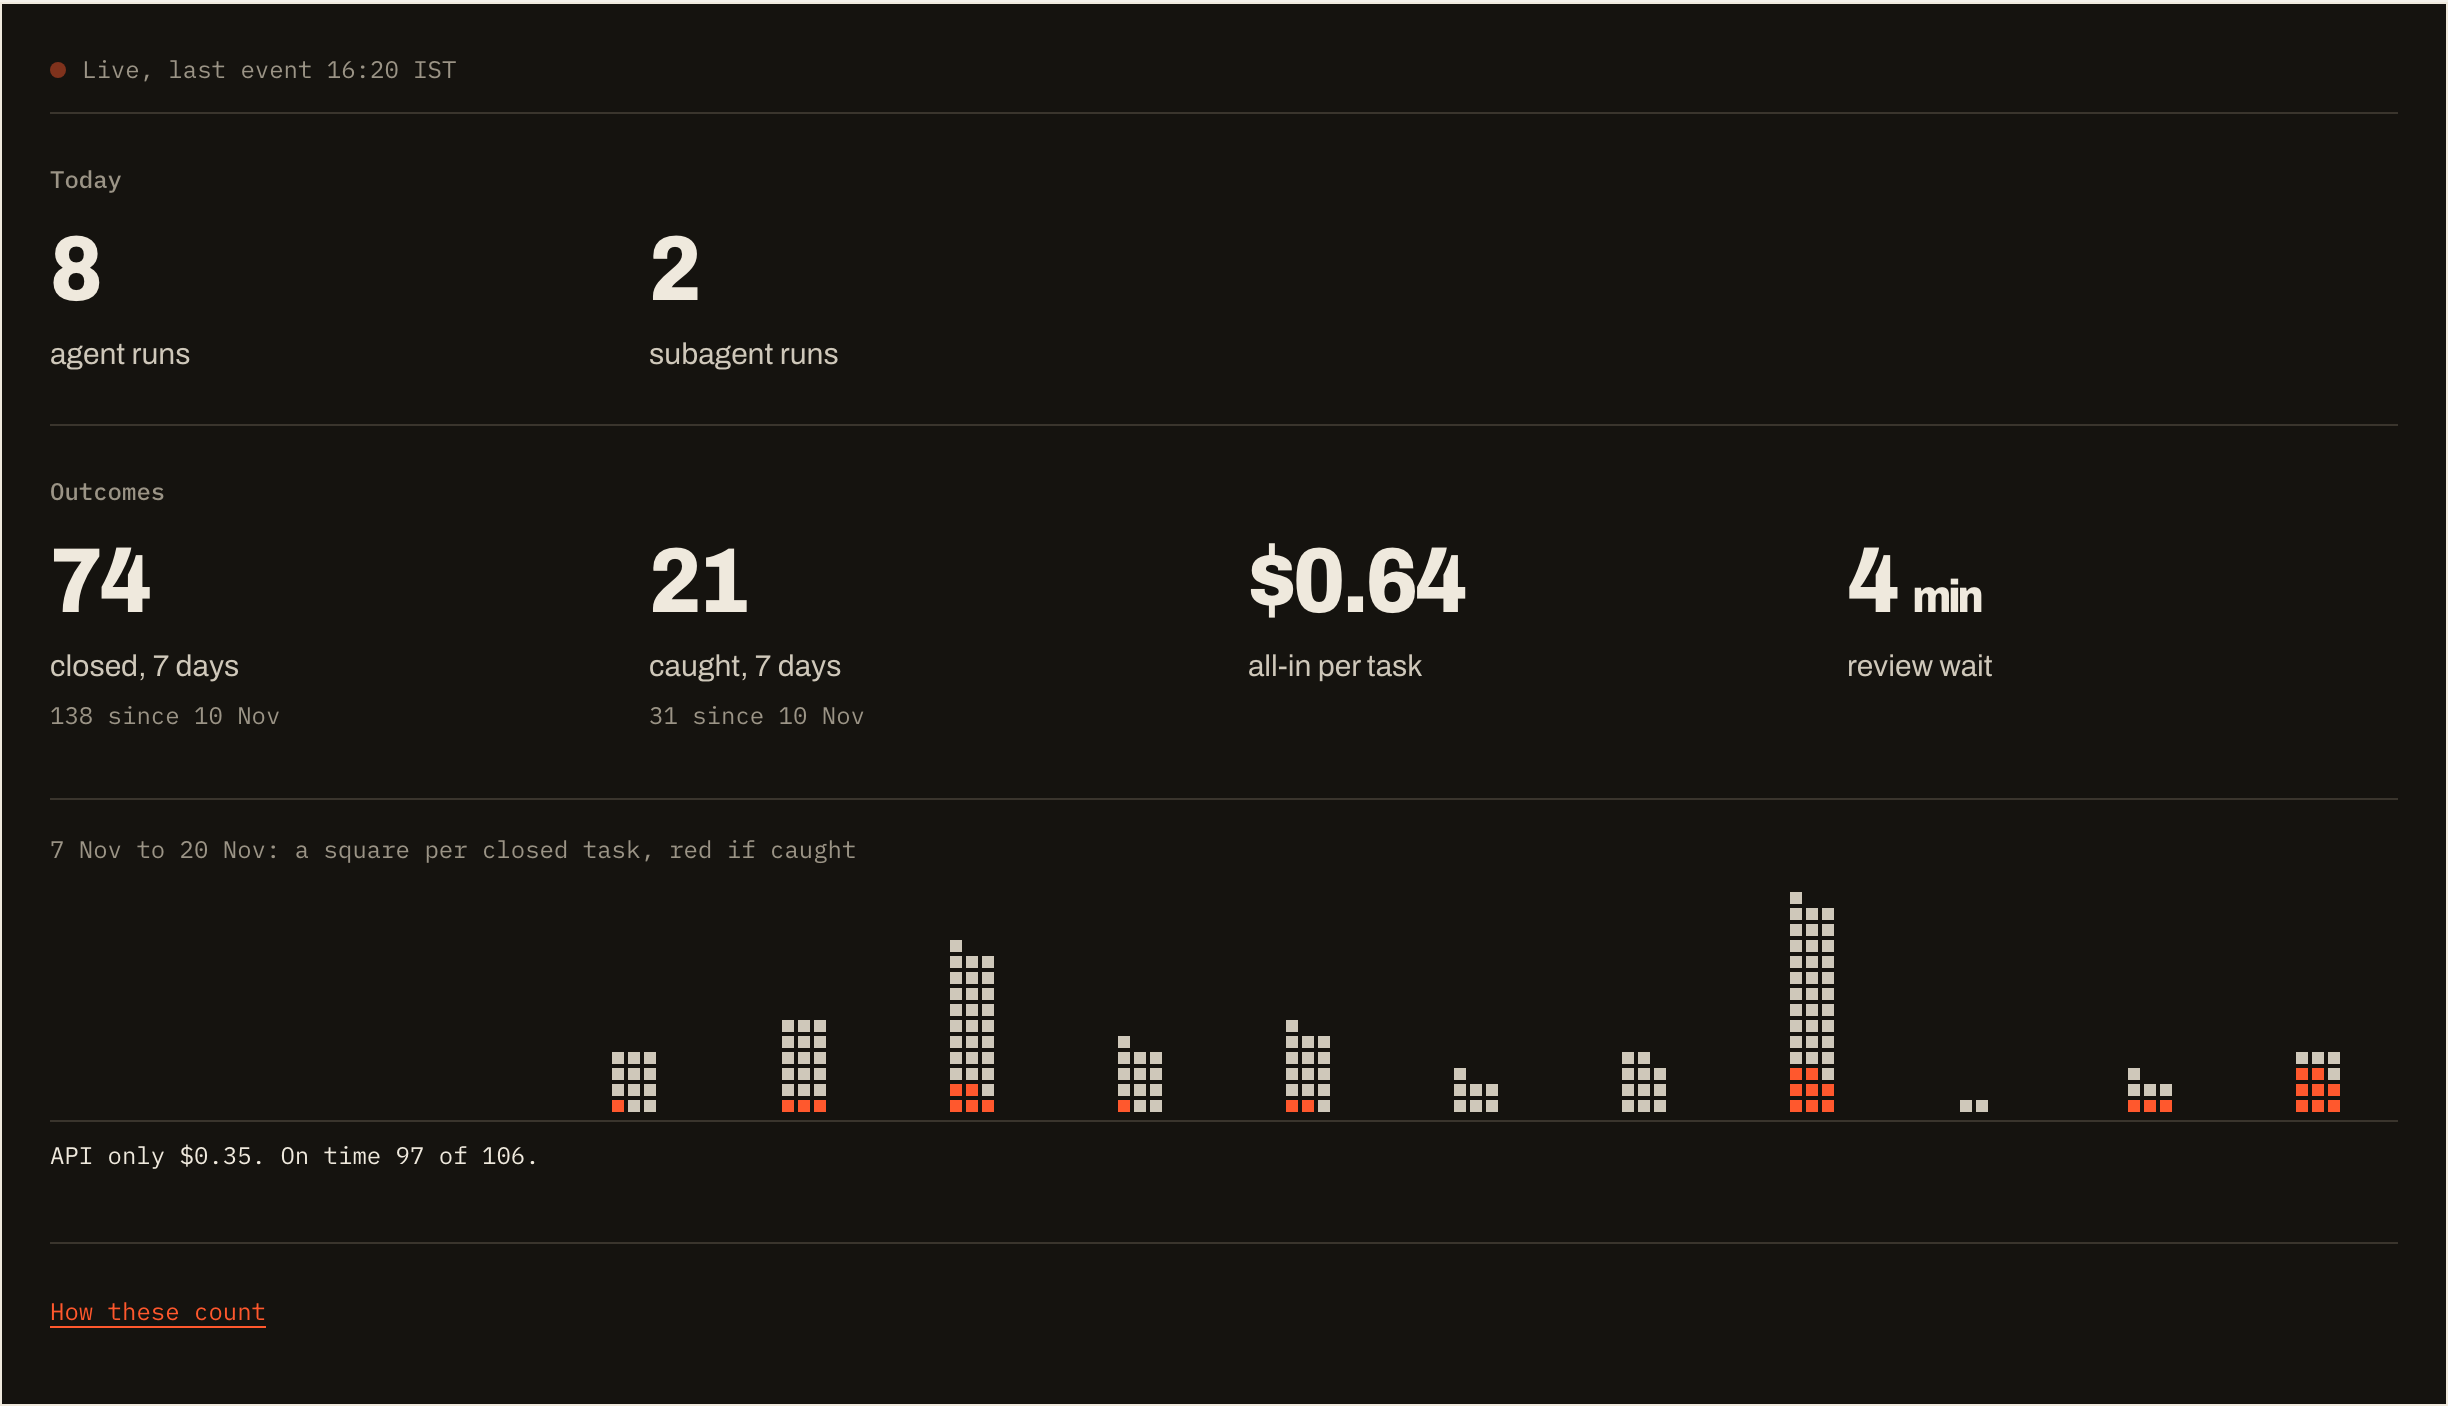 Live, last event 16:20 IST
Today
8
2
agent runs
subagent runs
Outcomes
74
21
$0.64
4 min
closed, 7 days
caught, 7 days
all-in per task
review wait
138 since 10 Nov
31 since 10 Nov
7 Nov to 20 Nov: a square per closed task, red if caught
API only $0.35. On time 97 of 106.
How these count